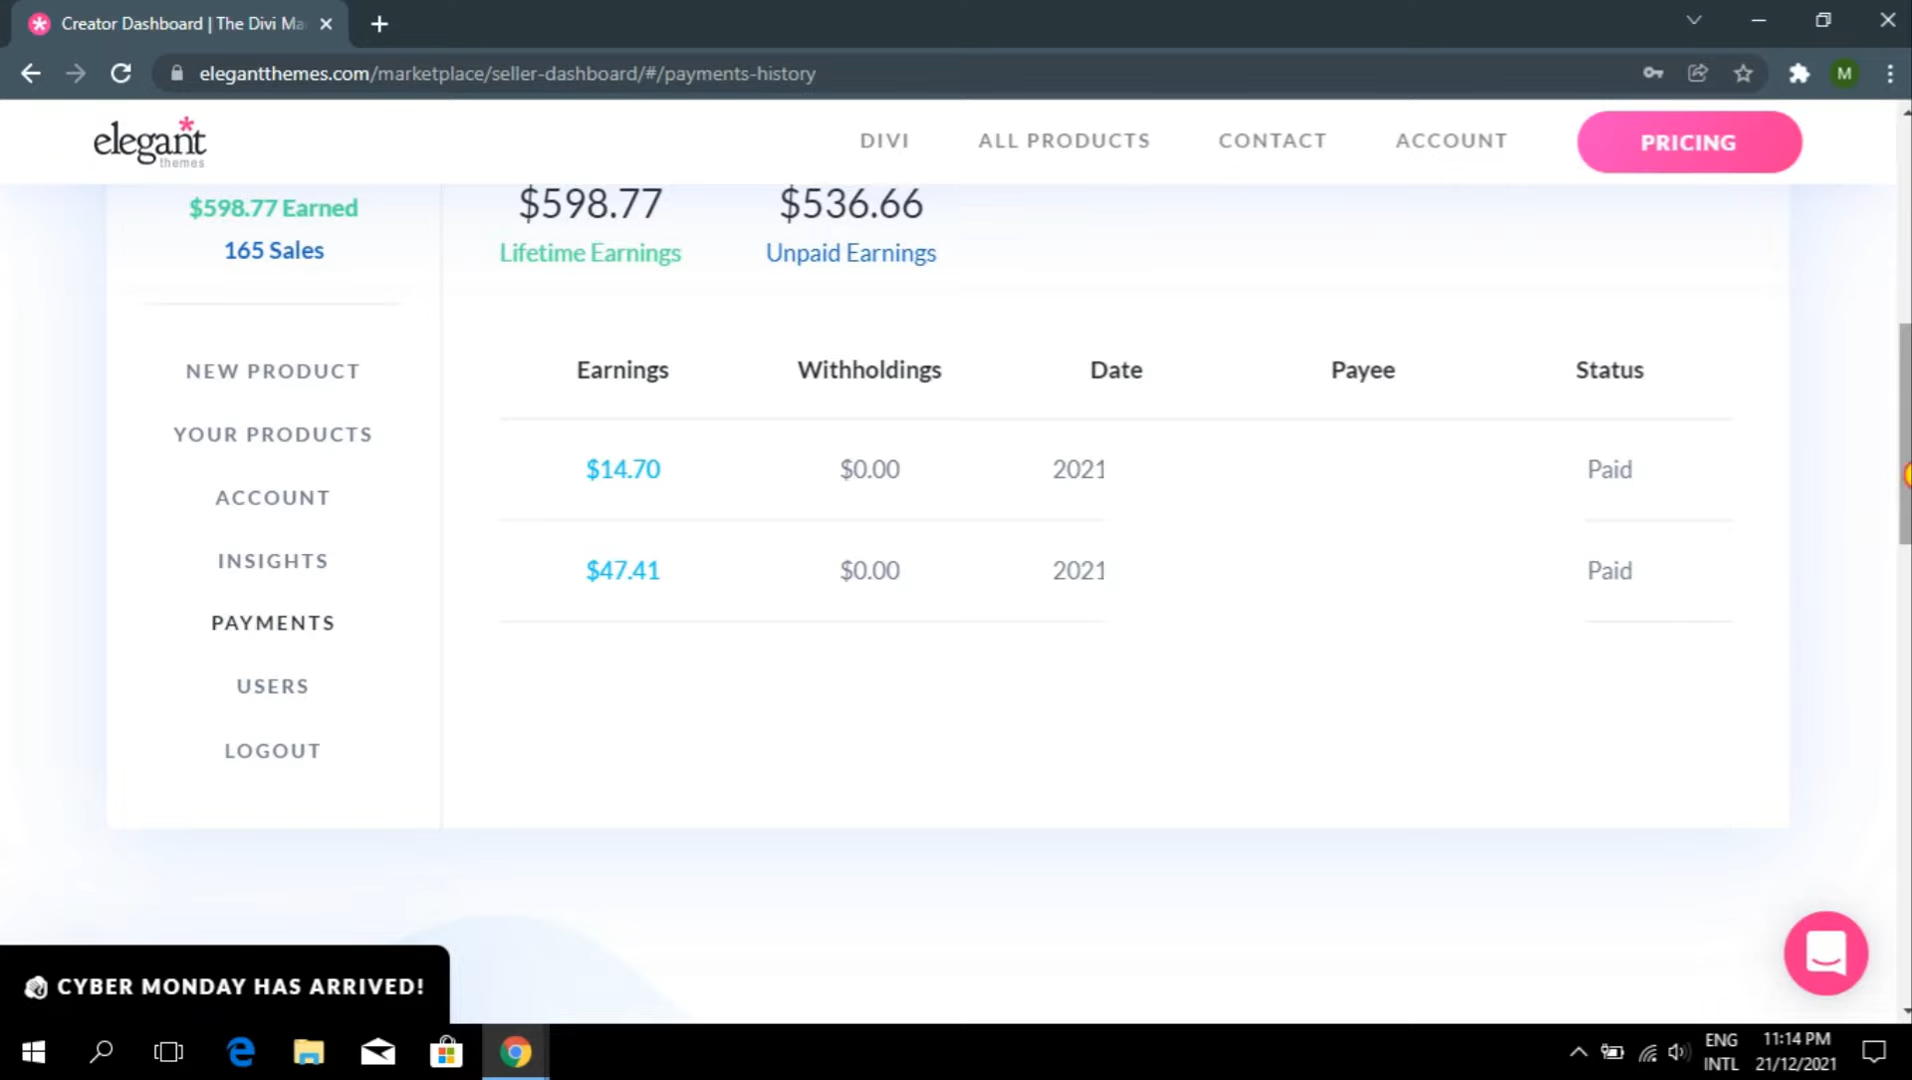 Creator Dashboard | The Divi Ma
elegantthemes.com/marketplace/seller-dashboard/#/payments-history
M
elegant
themes
DIVI
ALL PRODUCTS
CONTACT
ACCOUNT
PRICING
$598.77 Earned
165 Sales
$598.77
Lifetime Earnings
$536.66
Unpaid Earnings
NEW PRODUCT
YOUR PRODUCTS
ACCOUNT
INSIGHTS
PAYMENTS
USERS
LOGOUT
Earnings Withholdings Date Payee Status
$14.70 $0.00 2021 Paid
$47.41 $0.00 2021 Paid
CYBER MONDAY HAS ARRIVED!
ENG
INTL
11:14 PM
21/12/2021